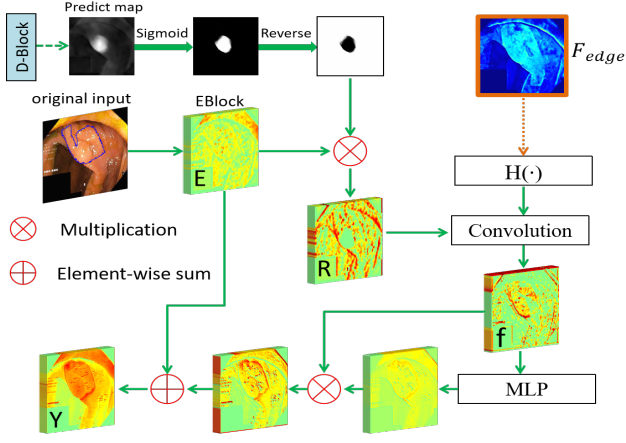 Predict map
D-Block
Sigmoid
Reverse
F_edge
original input
EBlock
E
H(·)
Multiplication
R
Convolution
Element-wise sum
f
Y
MLP